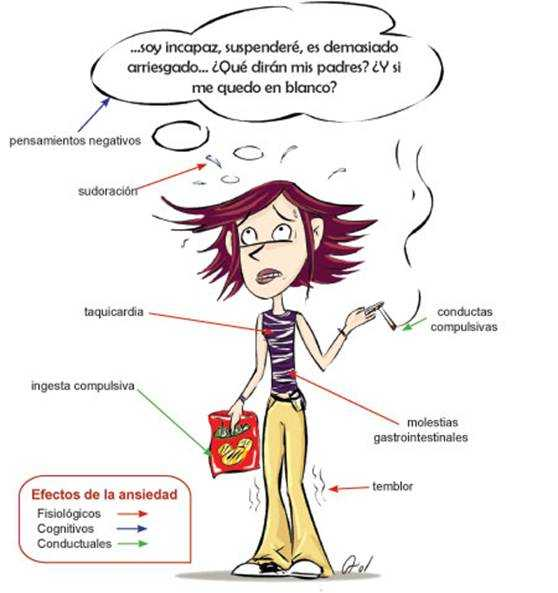 ...soy incapaz, suspenderé, es demasiado
arriesgado... ¿Qué dirán mis padres? ¿Y si
me quedo en blanco?
pensamientos negativos
sudoración
taquicardia
conductas
compulsivas
ingesta compulsiva
molestias
gastrointestinales
temblor
Efectos de la ansiedad
Fisiológicos
Cognitivos
Conductuales